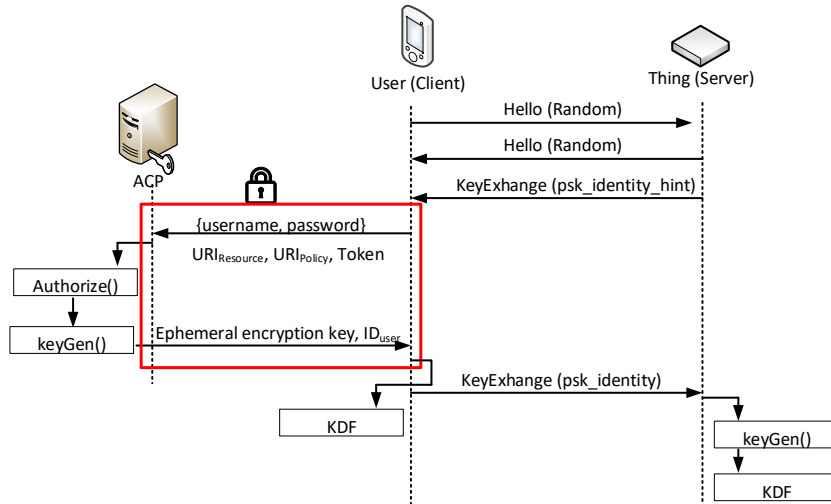 User (Client)
Thing (Server)
Hello (Random)
Hello (Random)
ACP
KeyExhange (psk_identity_hint)
{username, password}
URIResource, URIPolicy, Token
Authorize()
Ephemeral encryption key, IDuser
keyGen()
KeyExhange (psk_identity)
KDF
keyGen()
KDF